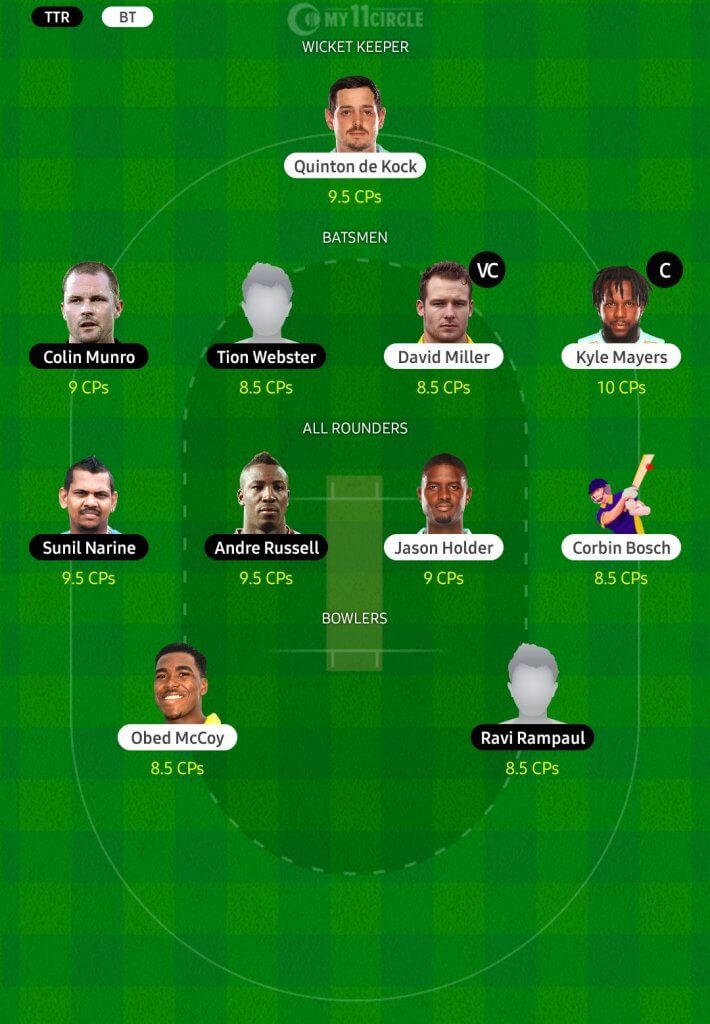 TTR BT
MY11CIRCLE
WICKET KEEPER
Quinton de Kock
9.5 CPs
BATSMEN
VC C
Colin Munro Tion Webster David Miller Kyle Mayers
9 CPs 8.5 CPs 8.5 CPs 10 CPs
ALL ROUNDERS
Sunil Narine Andre Russell Jason Holder Corbin Bosch
9.5 CPs 9.5 CPs 9 CPs 8.5 CPs
BOWLERS
Obed McCoy Ravi Rampaul
8.5 CPs 8.5 CPs